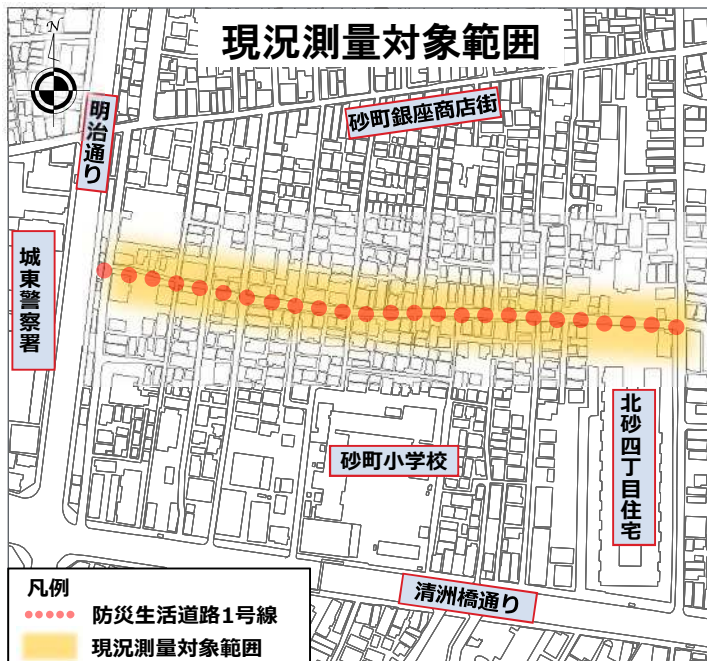 現況測量対象範囲
N
砂町銀座商店街
明治通り
城東警察署
砂町小学校
北砂四丁目住宅
清洲橋通り
凡例
防災生活道路1号線
現況測量対象範囲